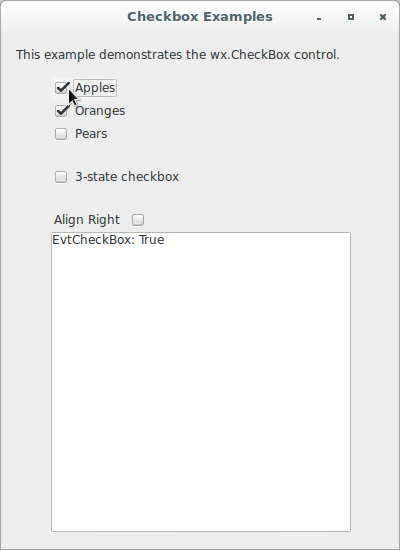 Checkbox Examples
This example demonstrates the wx.CheckBox control.
Apples
Oranges
Pears
3-state checkbox
Align Right
EvtCheckBox: True